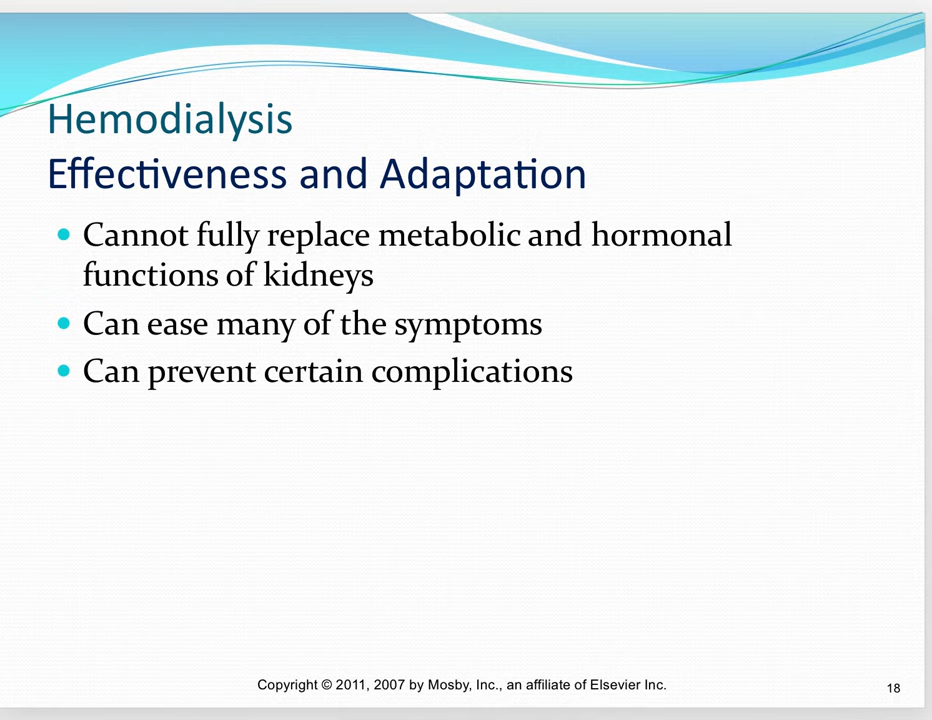 Hemodialysis
Effectiveness and Adaptation
• Cannot fully replace metabolic and hormonal
functions of kidneys
• Can ease many of the symptoms
• Can prevent certain complications
Copyright © 2011, 2007 by Mosby, Inc., an affiliate of Elsevier Inc.
18